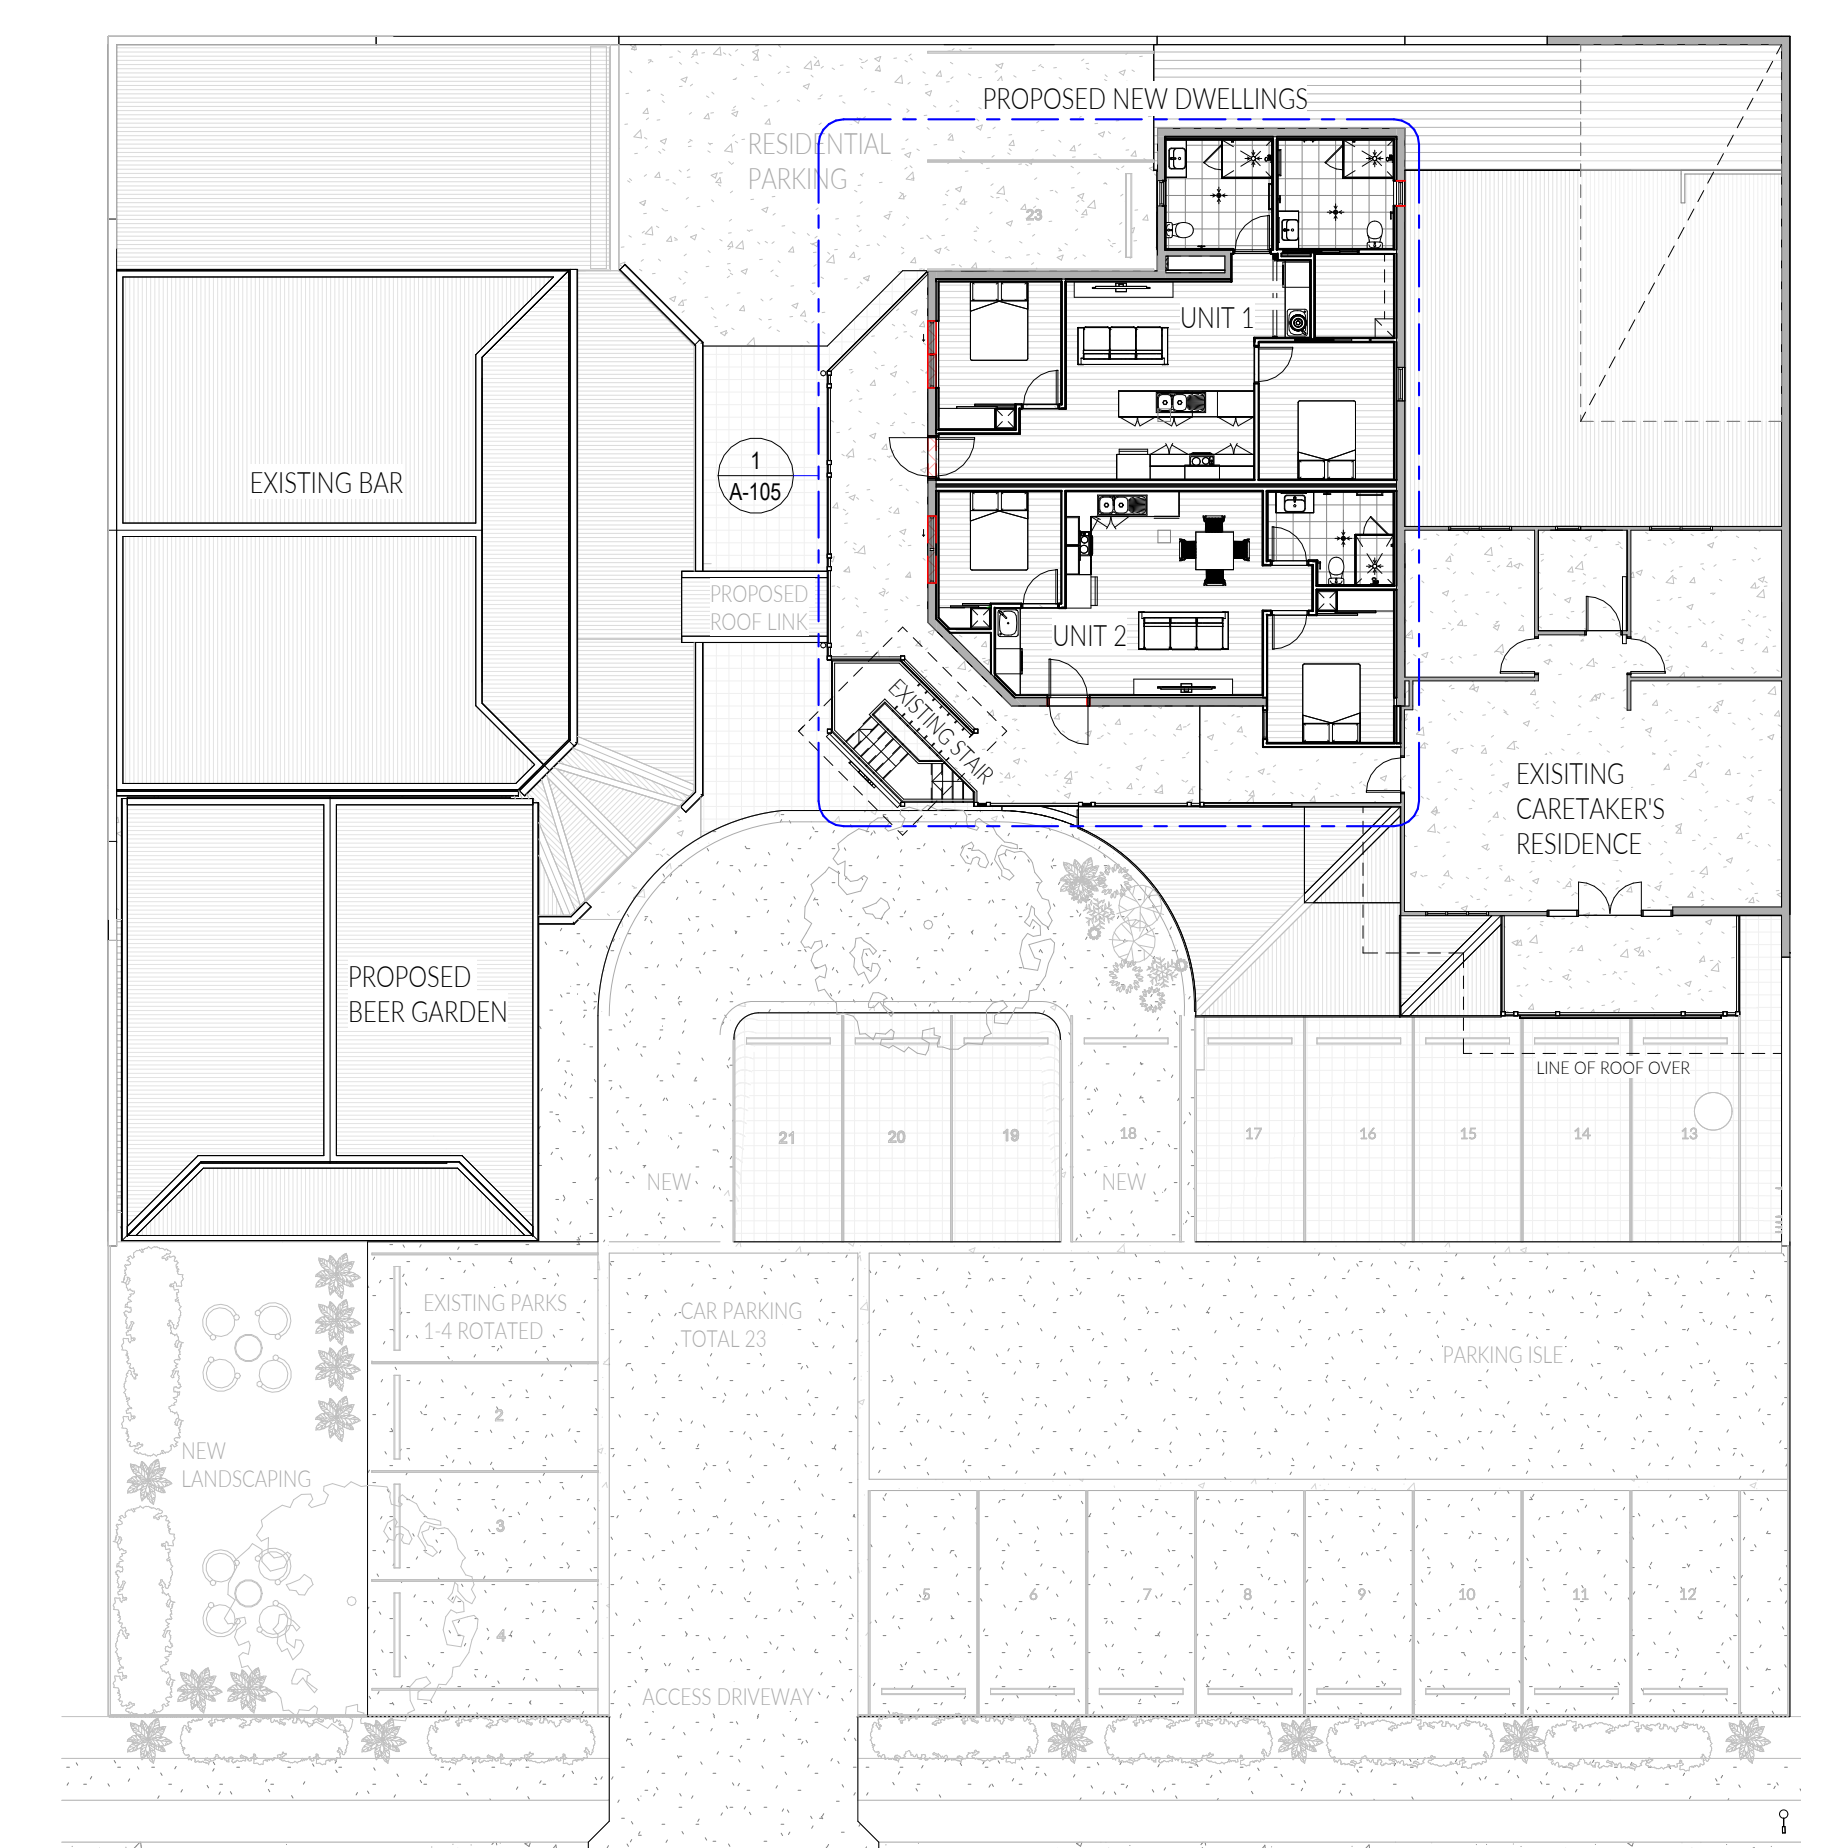 PROPOSED NEW DWELLINGS
RESIDENTIAL
PARKING
23
UNIT 1
EXISTING BAR
1
A-105
PROPOSED
ROOF LINK
UNIT 2
EXISTING STAIR
EXISITING
CARETAKER'S
RESIDENCE
PROPOSED
BEER GARDEN
LINE OF ROOF OVER
21
20
19
18
17
16
15
14
13
NEW
NEW
EXISTING PARKS
1-4 ROTATED
CAR PARKING
TOTAL 23
PARKING ISLE
2
NEW
LANDSCAPING
3
4
5
6
7
8
9
10
11
12
ACCESS DRIVEWAY